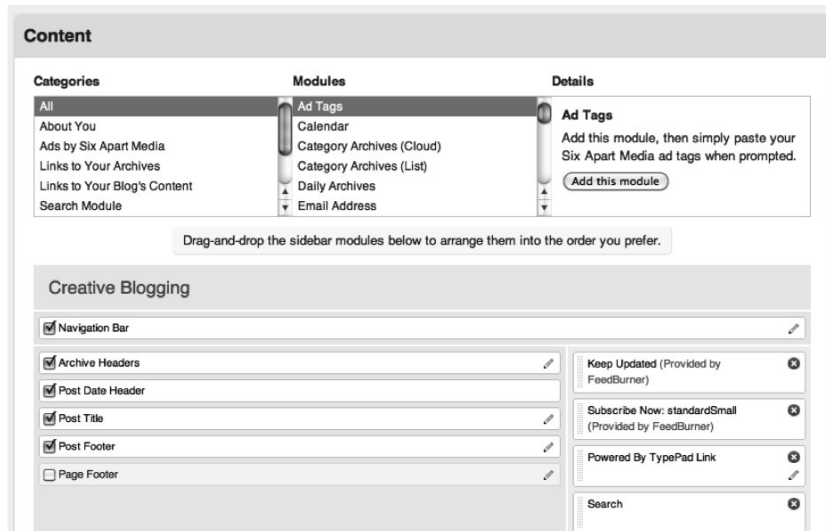 Content
Categories
Modules
Details
All
About You
Ads by Six Apart Media
Links to Your Archives
Links to Your Blog's Content
Search Module
Ad Tags
Calendar
Category Archives (Cloud)
Category Archives (List)
Daily Archives
Email Address
Ad Tags
Add this module, then simply paste your
Six Apart Media ad tags when prompted.
Add this module
Drag-and-drop the sidebar modules below to arrange them into the order you prefer.
Creative Blogging
Navigation Bar
Archive Headers
Post Date Header
Post Title
Post Footer
Page Footer
Keep Updated (Provided by
FeedBurner)
Subscribe Now: standardSmall
(Provided by FeedBurner)
Powered By TypePad Link
Search